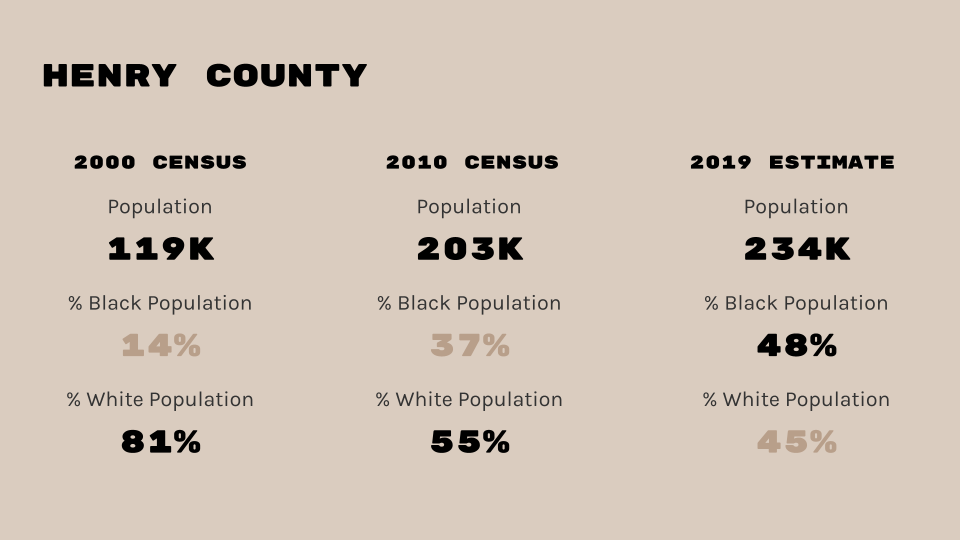 HENRY COUNTY
2000 CENSUS
Population
119K
% Black Population
14%
% White Population
81%
2010 CENSUS
Population
203K
% Black Population
37%
% White Population
55%
2019 ESTIMATE
Population
234K
% Black Population
48%
% White Population
45%